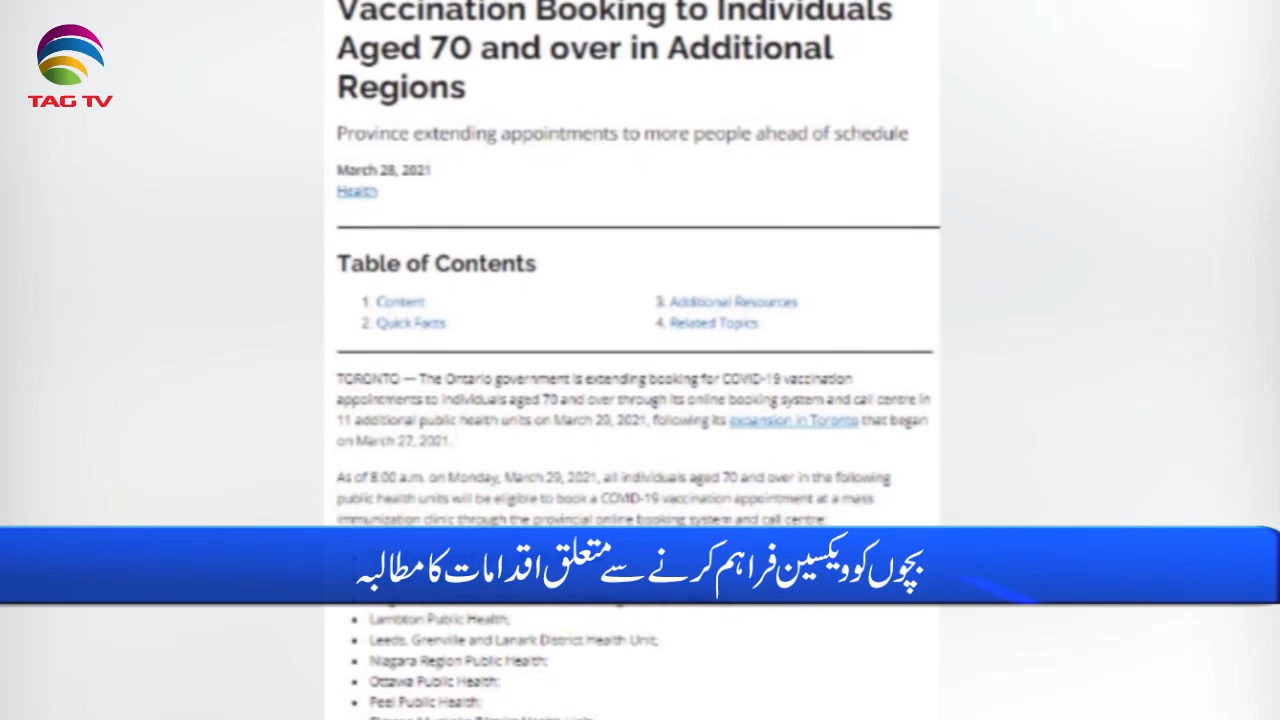 Vaccination Booking to Individuals
Aged 70 and over in Additional
Regions
TAG TV
Province extending appointments to more people ahead of schedule
March 28, 2021
Health
Table of Contents
1. Content
2. Quick Facts
3. Additional Resources
4. Related Topics
TORONTO — The Ontario government is extending booking for COVID-19 vaccination
appointments to individuals aged 70 and over through its online booking system and call centre in
11 additional public health units on March 29, 2021, following its expansion in Toronto that began
on March 27, 2021.
As of 8:00 a.m. on Monday, March 29, 2021, all individuals aged 70 and over in the following
public health units will be eligible to book a COVID-19 vaccination appointment at a mass
immunization clinic through the provincial online booking system and call centre:
بچوں کو ویکسین فراہم کرنے سے متعلق اقدامات کا مطالبہ
Lambton Public Health;
Leeds, Grenville and Lanark District Health Unit;
Niagara Region Public Health;
Ottawa Public Health;
Peel Public Health;